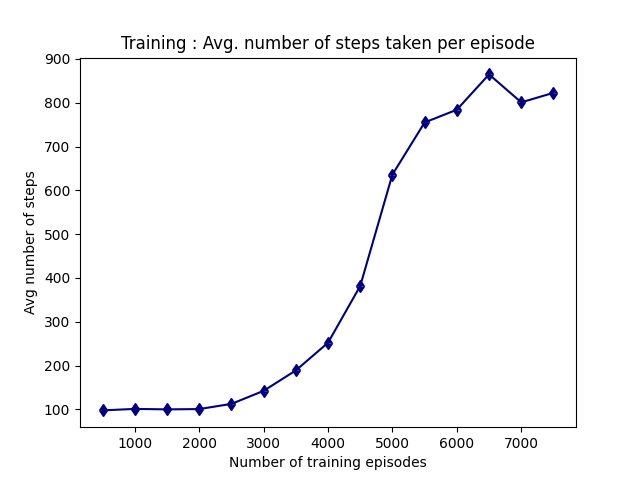 Training : Avg. number of steps taken per episode
900
800
700
600
500
400
300
200
100
Avg number of steps
1000 2000 3000 4000 5000 6000 7000
Number of training episodes